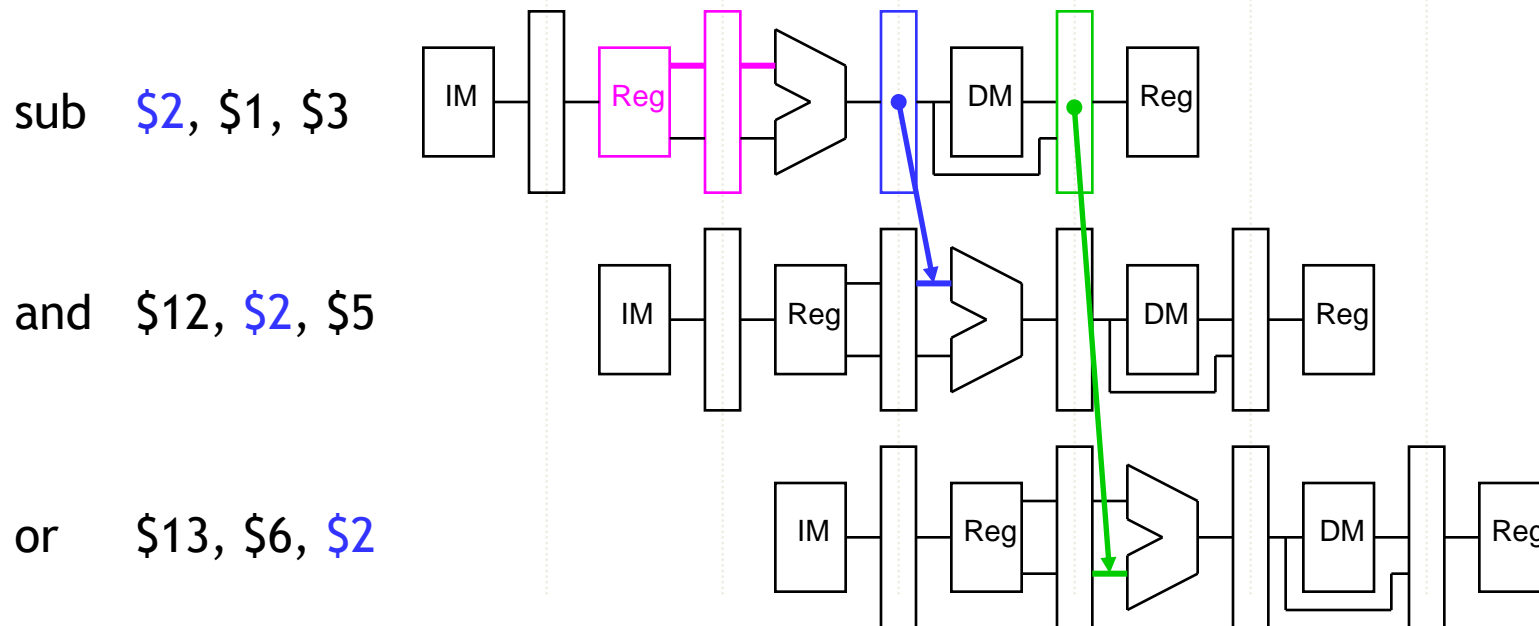 sub $2, $1, $3 IM Reg DM Reg
and $12, $2, $5 IM Reg DM Reg
or $13, $6, $2 IM Reg DM Reg